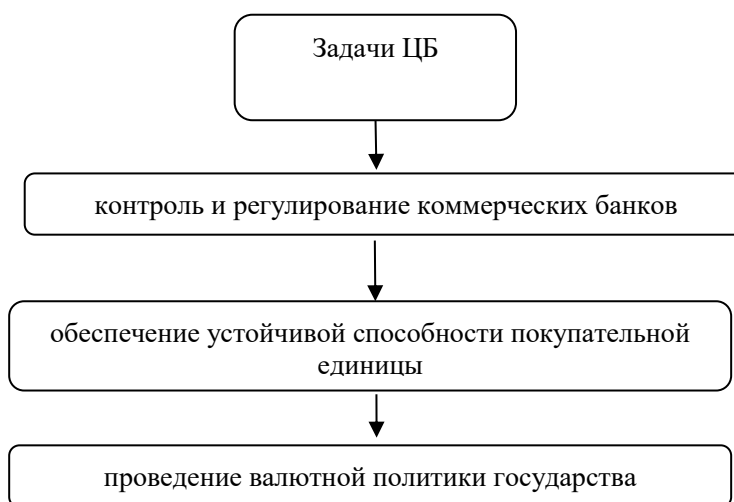 Задачи ЦБ
контроль и регулирование коммерческих банков
обеспечение устойчивой способности покупательной
единицы
проведение валютной политики государства